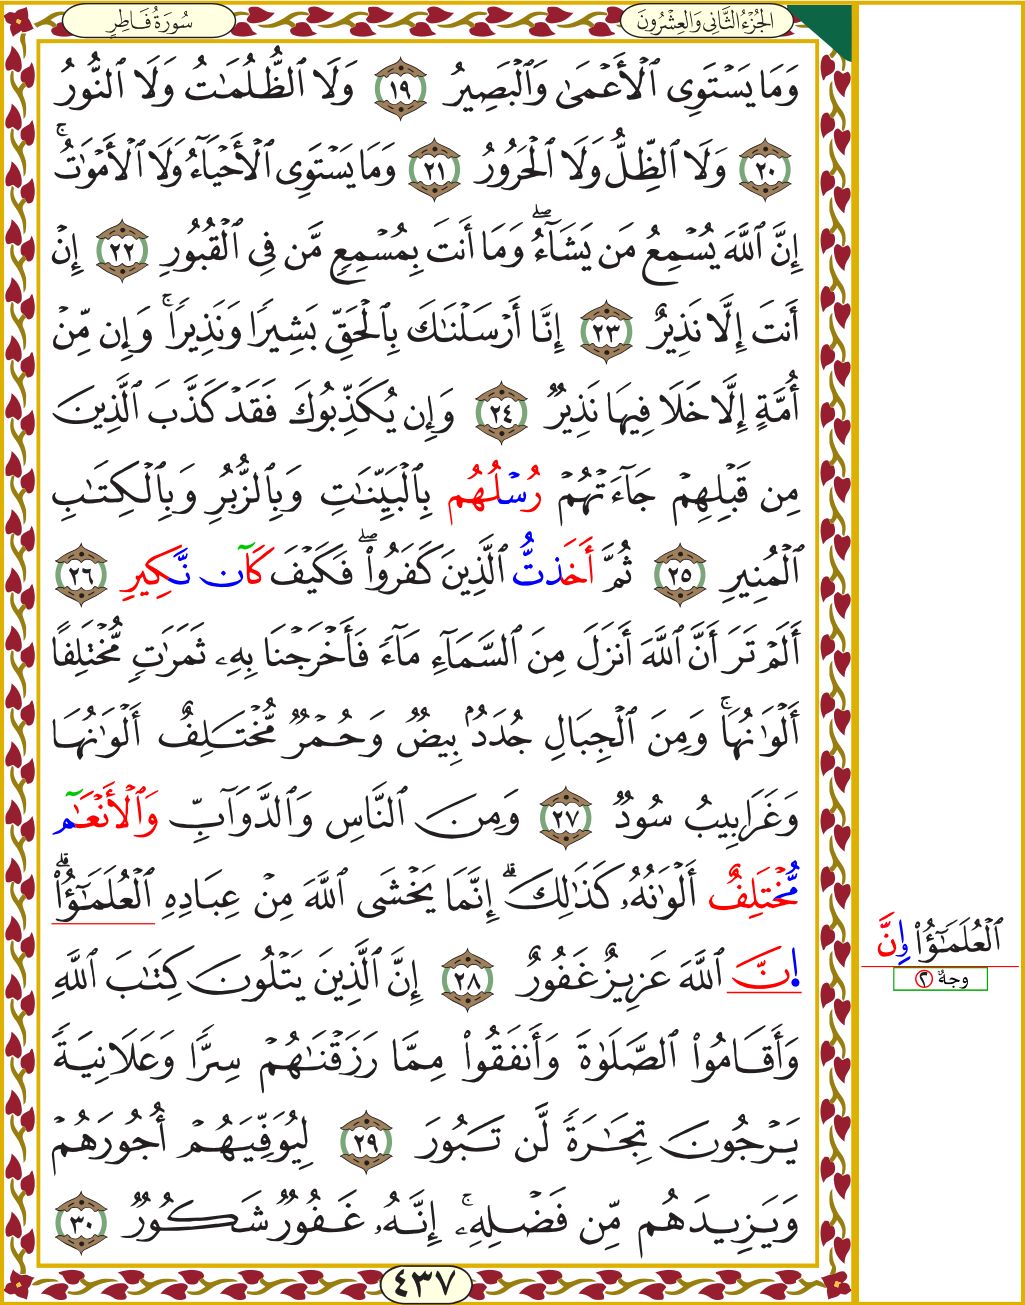 الجُزْءُ الثَّانِي وَالعِشْرُونَ
سُورَةُ فَاطِرٍ
وَمَا يَسْتَوِى ٱلْأَعْمَىٰ وَٱلْبَصِيرُ ١٩ وَلَا ٱلظُّلُمَٰتُ وَلَا ٱلنُّورُ
٢٠ وَلَا ٱلظِّلُّ وَلَا ٱلْحَرُورُ ٢١ وَمَا يَسْتَوِى ٱلْأَحْيَآءُ وَلَا ٱلْأَمْوَٰتُ ۚ
إِنَّ ٱللَّهَ يُسْمِعُ مَن يَشَآءُ ۖ وَمَآ أَنتَ بِمُسْمِعٍ مَّن فِى ٱلْقُبُورِ ٢٢ إِنْ
أَنتَ إِلَّا نَذِيرٌ ٢٣ إِنَّآ أَرْسَلْنَٰكَ بِٱلْحَقِّ بَشِيرًا وَنَذِيرًا ۚ وَإِن مِّنْ
أُمَّةٍ إِلَّا خَلَا فِيهَا نَذِيرٌ ٢٤ وَإِن يُكَذِّبُوكَ فَقَدْ كَذَّبَ ٱلَّذِينَ
مِن قَبْلِهِمْ جَآءَتْهُمْ رُسْلُهُم بِٱلْبَيِّنَٰتِ وَبِٱلزُّبُرِ وَبِٱلْكِتَٰبِ
ٱلْمُنِيرِ ٢٥ ثُمَّ أَخَذتُّ ٱلَّذِينَ كَفَرُوا۟ ۖ فَكَيْفَ كَآن نَّكِيرِ ٢٦
أَلَمْ تَرَ أَنَّ ٱللَّهَ أَنزَلَ مِنَ ٱلسَّمَآءِ مَآءً فَأَخْرَجْنَا بِهِۦ ثَمَرَٰتٍ مُّخْتَلِفًا
أَلْوَٰنُهَا ۚ وَمِنَ ٱلْجِبَالِ جُدَدٌۢ بِيضٌ وَحُمْرٌ مُّخْتَلِفٌ أَلْوَٰنُهَا
وَغَرَابِيبُ سُودٌ ٢٧ وَمِنَ ٱلنَّاسِ وَٱلدَّوَآبِّ وَٱلْأَنْعَٰٓم
مُّخْتَلِفٌ أَلْوَٰنُهُۥ كَذَٰلِكَ ۗ إِنَّمَا يَخْشَى ٱللَّهَ مِنْ عِبَادِهِ ٱلْعُلَمَٰٓؤُا۟ ۗ
اِنَّ ٱللَّهَ عَزِيزٌ غَفُورٌ ٢٨ إِنَّ ٱلَّذِينَ يَتْلُونَ كِتَٰبَ ٱللَّهِ
وَأَقَامُوا۟ ٱلصَّلَوٰةَ وَأَنفَقُوا۟ مِمَّا رَزَقْنَٰهُمْ سِرًّا وَعَلَانِيَةً
يَرْجُونَ تِجَٰرَةً لَّن تَبُورَ ٢٩ لِيُوَفِّيَهُمْ أُجُورَهُمْ
وَيَزِيدَهُم مِّن فَضْلِهِۦٓ ۚ إِنَّهُۥ غَفُورٌ شَكُورٌ ٣٠
٤٣٧
ٱلْعُلَمَٰٓؤُا۟ وِإِنَّ
وجهٌ ٢